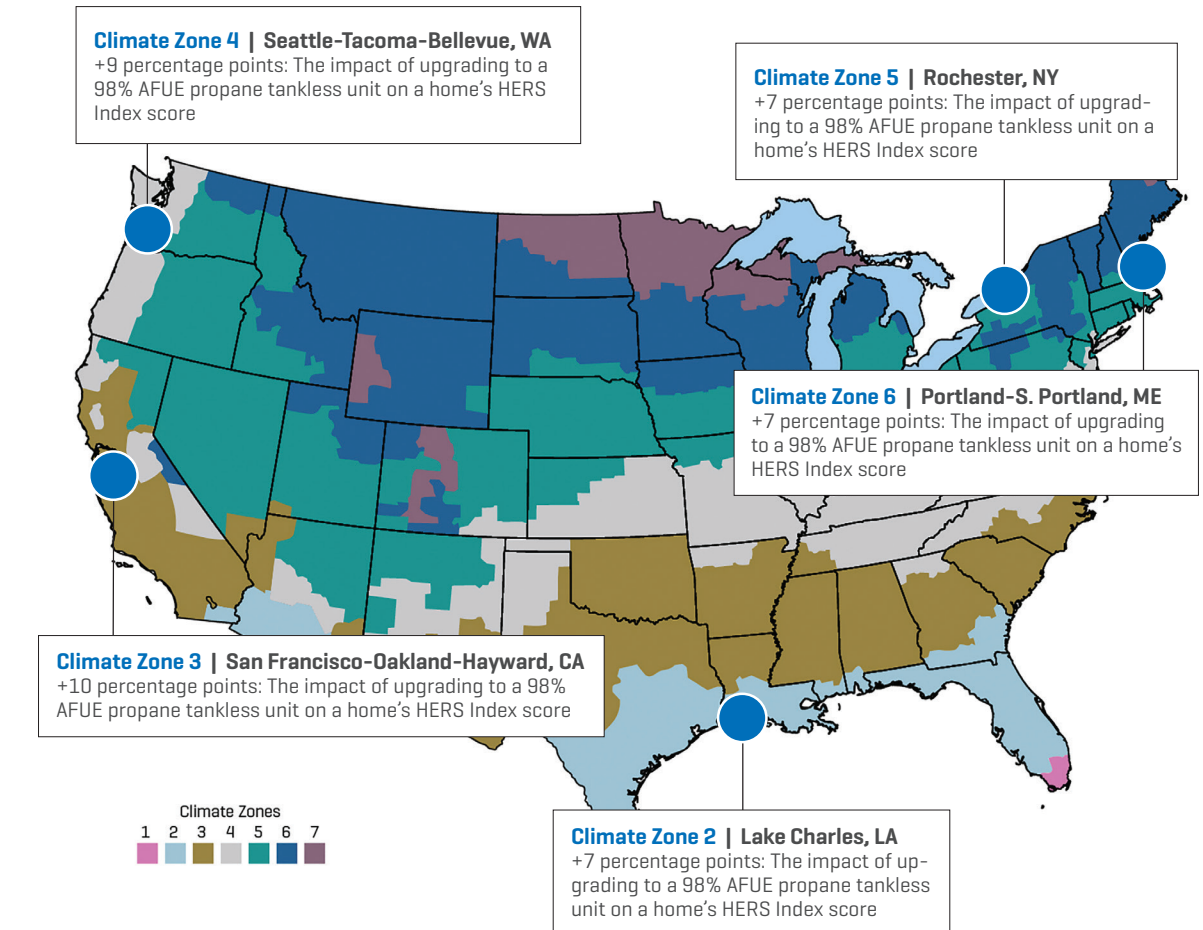 Climate Zone 4 | Seattle-Tacoma-Bellevue, WA
+9 percentage points: The impact of upgrading to a
98% AFUE propane tankless unit on a home's HERS
Index score
Climate Zone 5 | Rochester, NY
+7 percentage points: The impact of upgrad-
ing to a 98% AFUE propane tankless unit on a
home's HERS Index score
Climate Zone 6 | Portland-S. Portland, ME
+7 percentage points: The impact of upgrading
to a 98% AFUE propane tankless unit on a home's
HERS Index score
Climate Zone 3 | San Francisco-Oakland-Hayward, CA
+10 percentage points: The impact of upgrading to a 98%
AFUE propane tankless unit on a home's HERS Index score
Climate Zones
1 2 3 4 5 6 7
Climate Zone 2 | Lake Charles, LA
+7 percentage points: The impact of up-
grading to a 98% AFUE propane tankless
unit on a home's HERS Index score